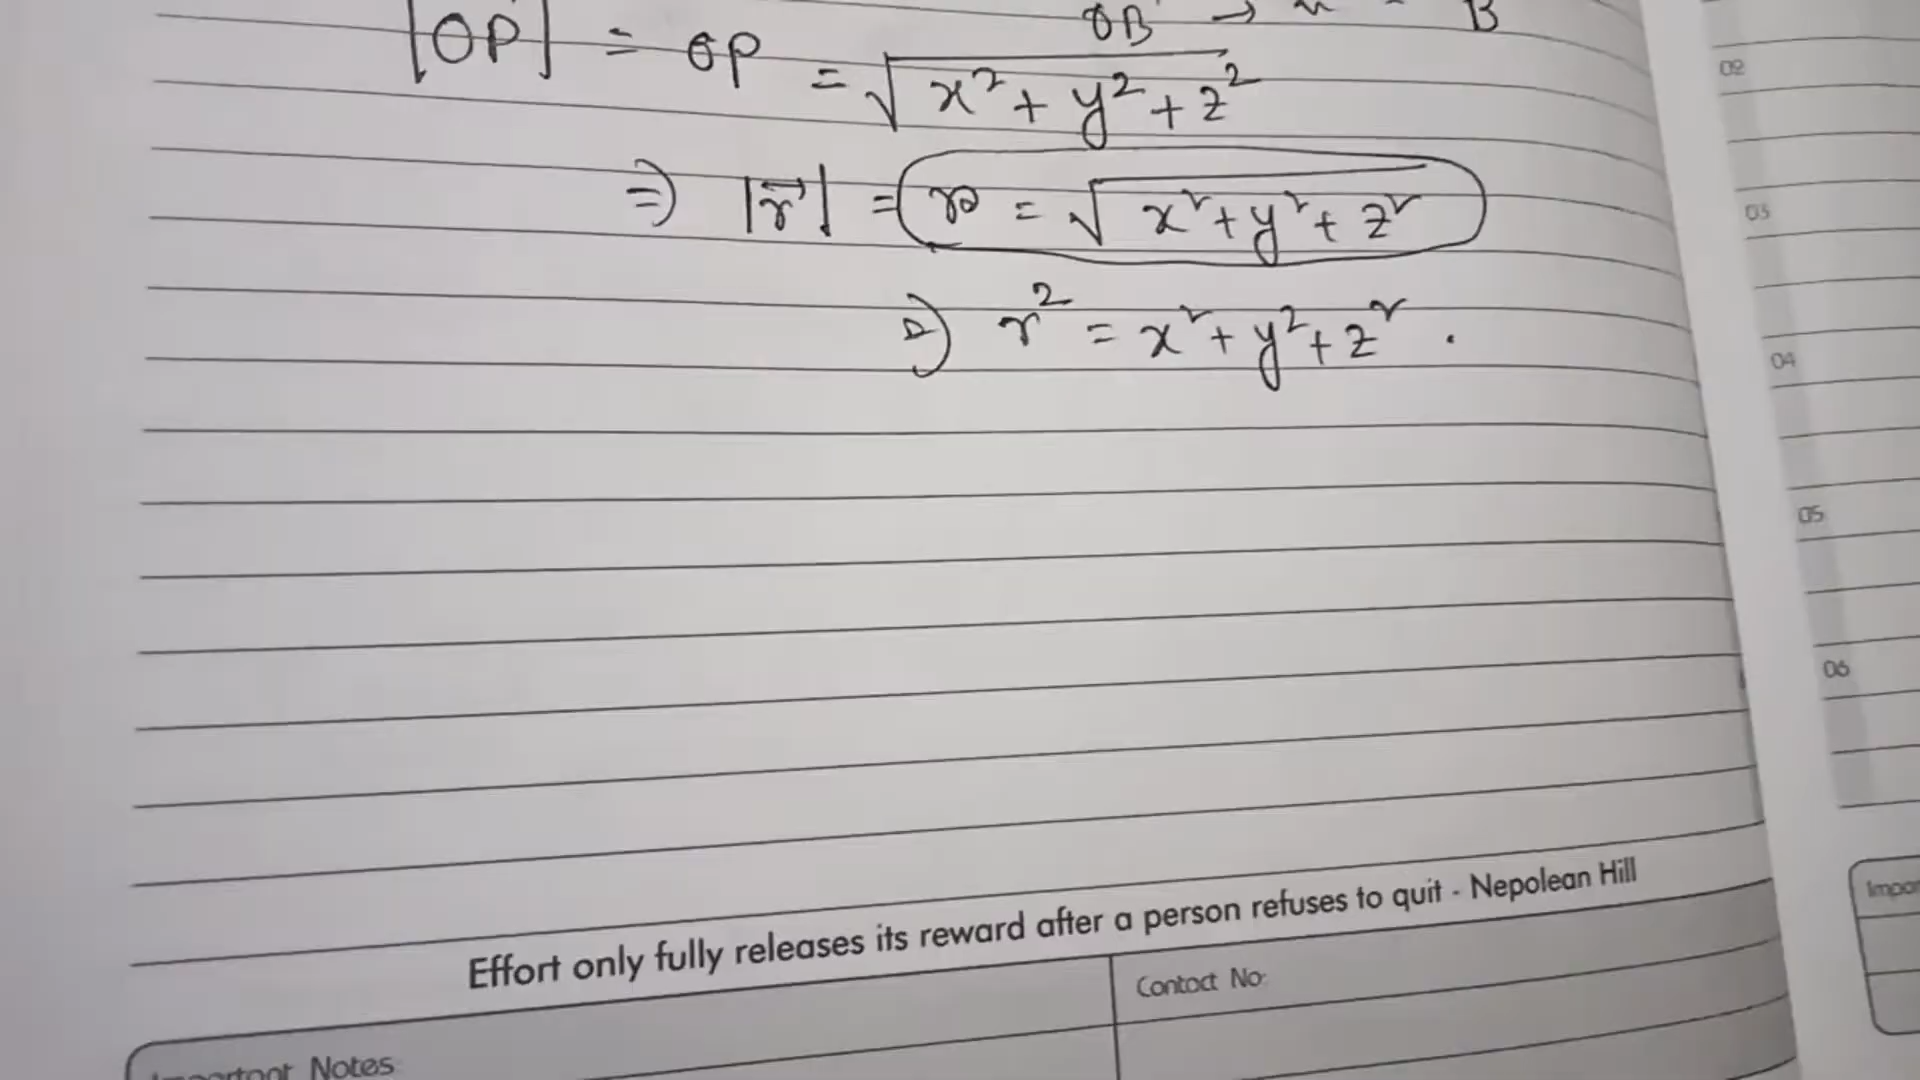 OB →
B
|OP| = OP = √x² + y² + z²
⇒ |r⃗| = r = √x² + y² + z²
⇒ r² = x² + y² + z² .
Effort only fully releases its reward after a person refuses to quit - Nepolean Hill
Contact No:
Important Notes
02
03
04
05
06